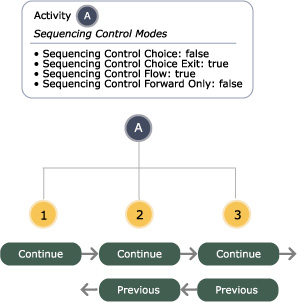 Activity A
Sequencing Control Modes
• Sequencing Control Choice: false
• Sequencing Control Choice Exit: true
• Sequencing Control Flow: true
• Sequencing Control Forward Only: false
A
1 2 3
Continue Continue Continue
Previous Previous